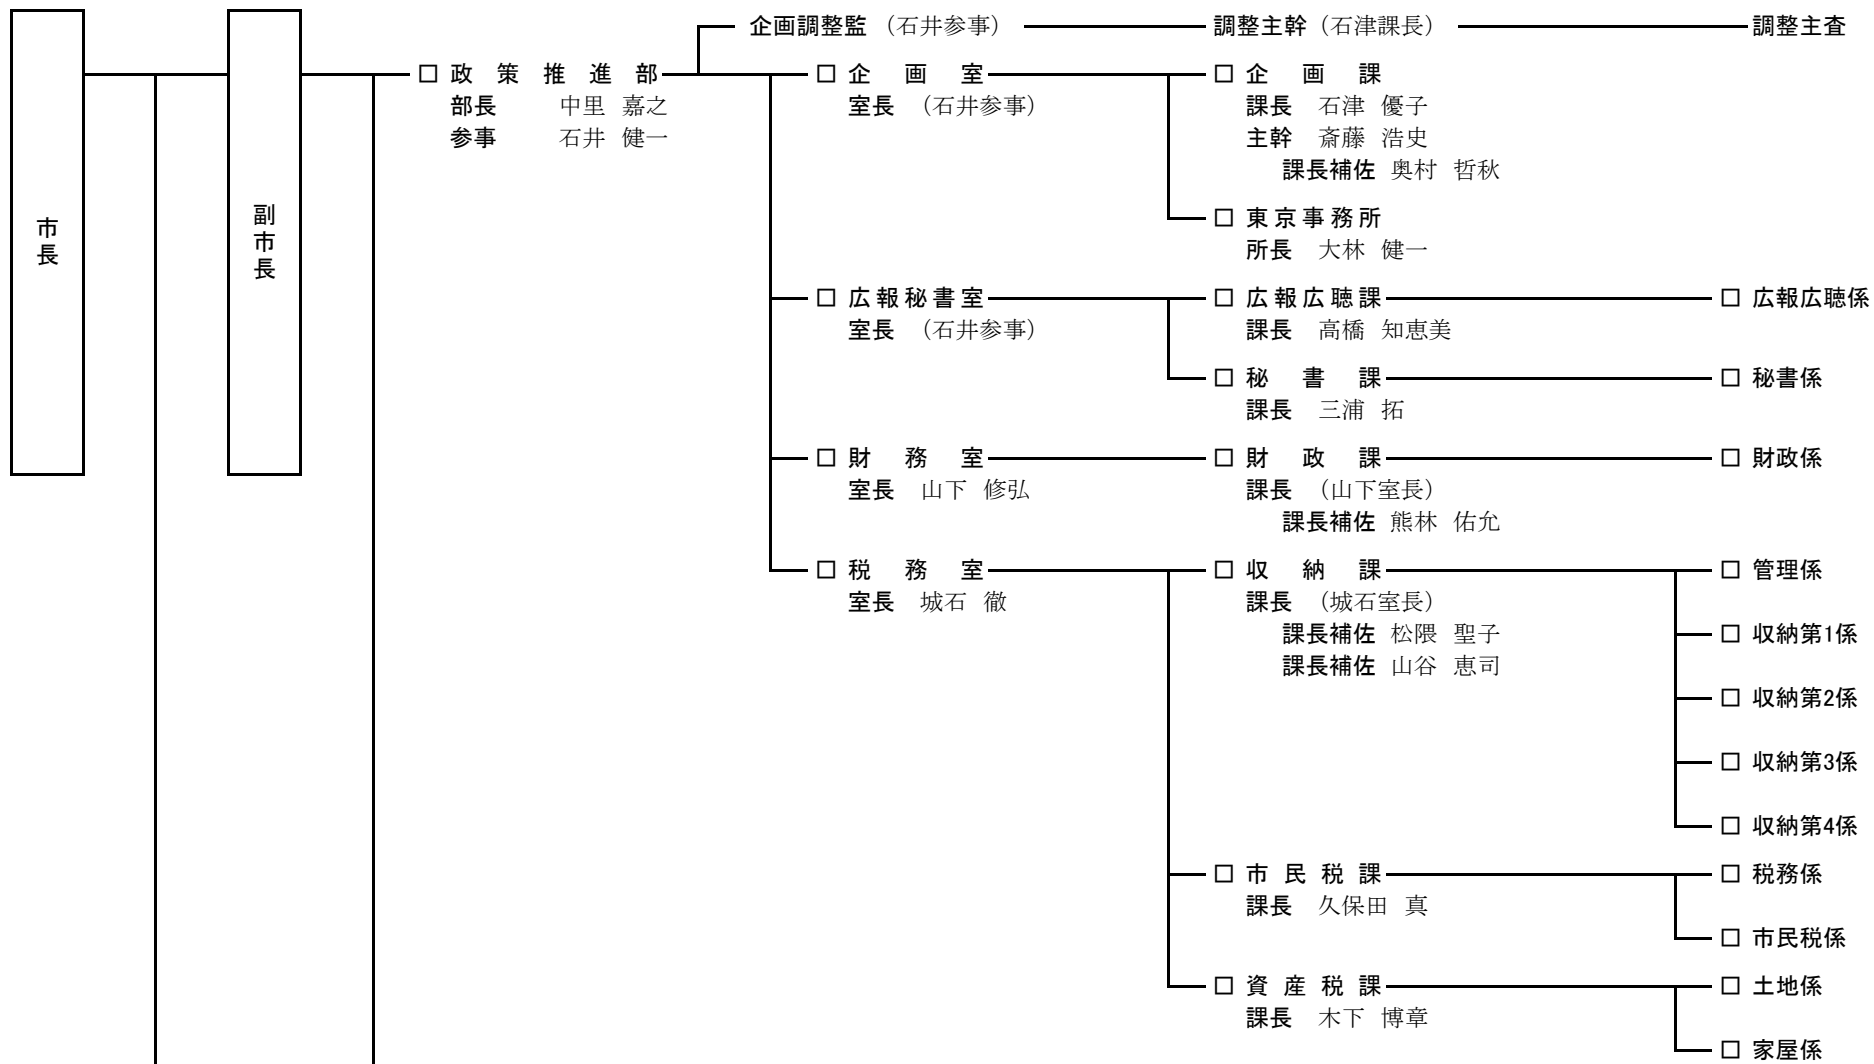 市長
副市長
企画調整監 （石井参事） 調整主幹 （石津課長） 調整主査
□ 政策推進部 □ 企画室 □ 企画課
部長 中里 嘉之 室長 （石井参事） 課長 石津 優子
参事 石井 健一 主幹 斎藤 浩史
課長補佐 奥村 哲秋
□ 東京事務所
所長 大林 健一
□ 広報秘書室 □ 広報広聴課 □ 広報広聴係
室長 （石井参事） 課長 高橋 知恵美
□ 秘書課 □ 秘書係
課長 三浦 拓
□ 財務室 □ 財政課 □ 財政係
室長 山下 修弘 課長 （山下室長）
課長補佐 熊林 佑允
□ 税務室 □ 収納課 □ 管理係
室長 城石 徹 課長 （城石室長）
課長補佐 松隈 聖子 □ 収納第1係
課長補佐 山谷 恵司
□ 収納第2係
□ 収納第3係
□ 収納第4係
□ 市民税課 □ 税務係
課長 久保田 真
□ 市民税係
□ 資産税課 □ 土地係
課長 木下 博章
□ 家屋係